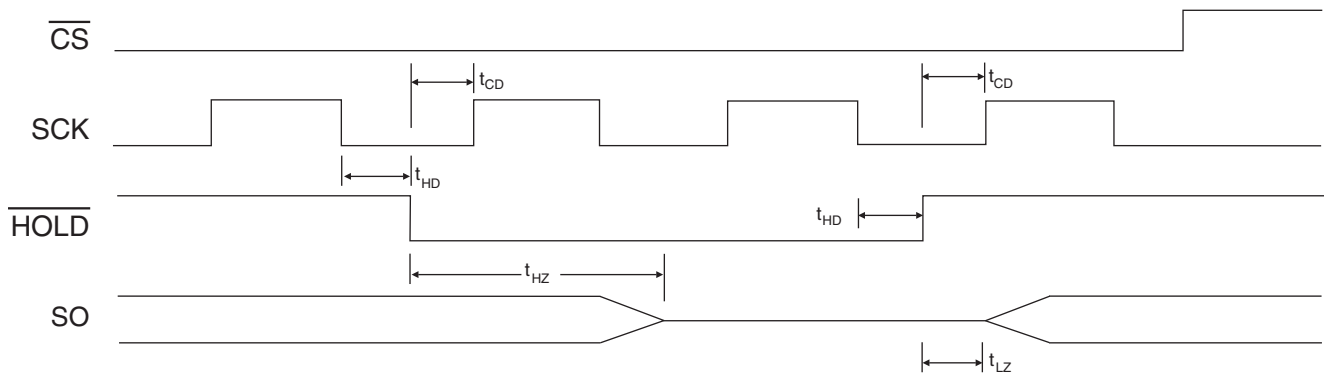 CS
t_CD t_CD
SCK
t_HD
HOLD
t_HD
t_HZ
SO
t_LZ